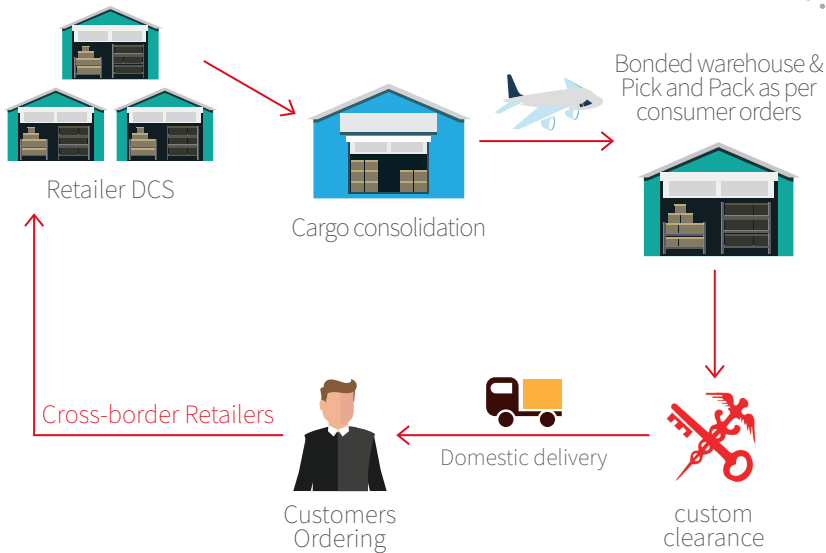 Bonded warehouse &
Pick and Pack as per
consumer orders
Retailer DCS
Cargo consolidation
Cross-border Retailers
Domestic delivery
Customers
Ordering
custom
clearance